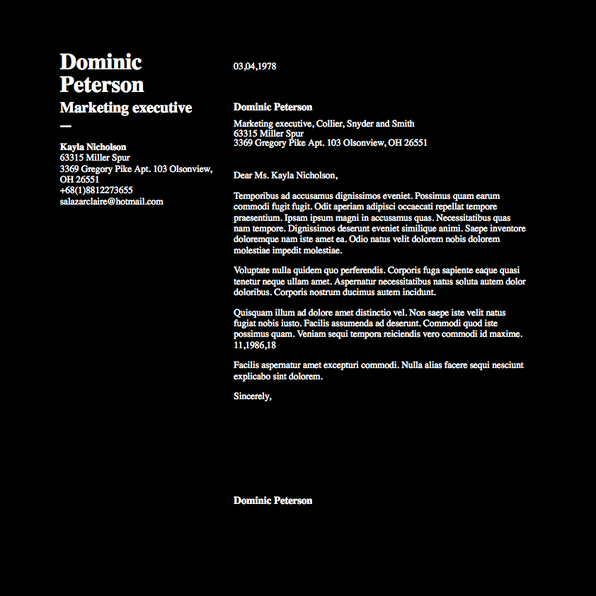 Dominic
Peterson
Marketing executive
Kayla Nicholson
63315 Miller Spur
3369 Gregory Pike Apt. 103 Olsonview,
OH 26551
+68(1)8812273655
salazarclaire@hotmail.com
03,04,1978
Dominic Peterson
Marketing executive, Collier, Snyder and Smith
63315 Miller Spur
3369 Gregory Pike Apt. 103 Olsonview, OH 26551
Dear Ms. Kayla Nicholson,
Temporibus ad accusamus dignissimos eveniet. Possimus quam earum
commodi fugit fugit. Odit aperiam adipisci occaecati repellat tempore
praesentium. Ipsam ipsum magni in accusamus quas. Necessitatibus quas
nam tempore. Dignissimos deserunt eveniet similique animi. Saepe inventore
doloremque nam iste amet ea. Odio natus velit dolorem nobis dolorem
molestiae impedit molestiae.
Voluptate nulla quidem quo perferendis. Corporis fuga sapiente eaque quasi
tenetur neque ullam amet. Aspernatur necessitatibus natus soluta autem dolor
doloribus. Corporis nostrum ducimus autem incidunt.
Quisquam illum ad dolore amet distinctio vel. Non saepe iste velit natus
fugiat nobis iusto. Facilis assumenda ad deserunt. Commodi quod iste
possimus quam. Veniam sequi tempora reiciendis vero commodi id maxime.
11,1986,18
Facilis aspernatur amet excepturi commodi. Nulla alias facere sequi nesciunt
explicabo sint dolorem.
Sincerely,
Dominic Peterson